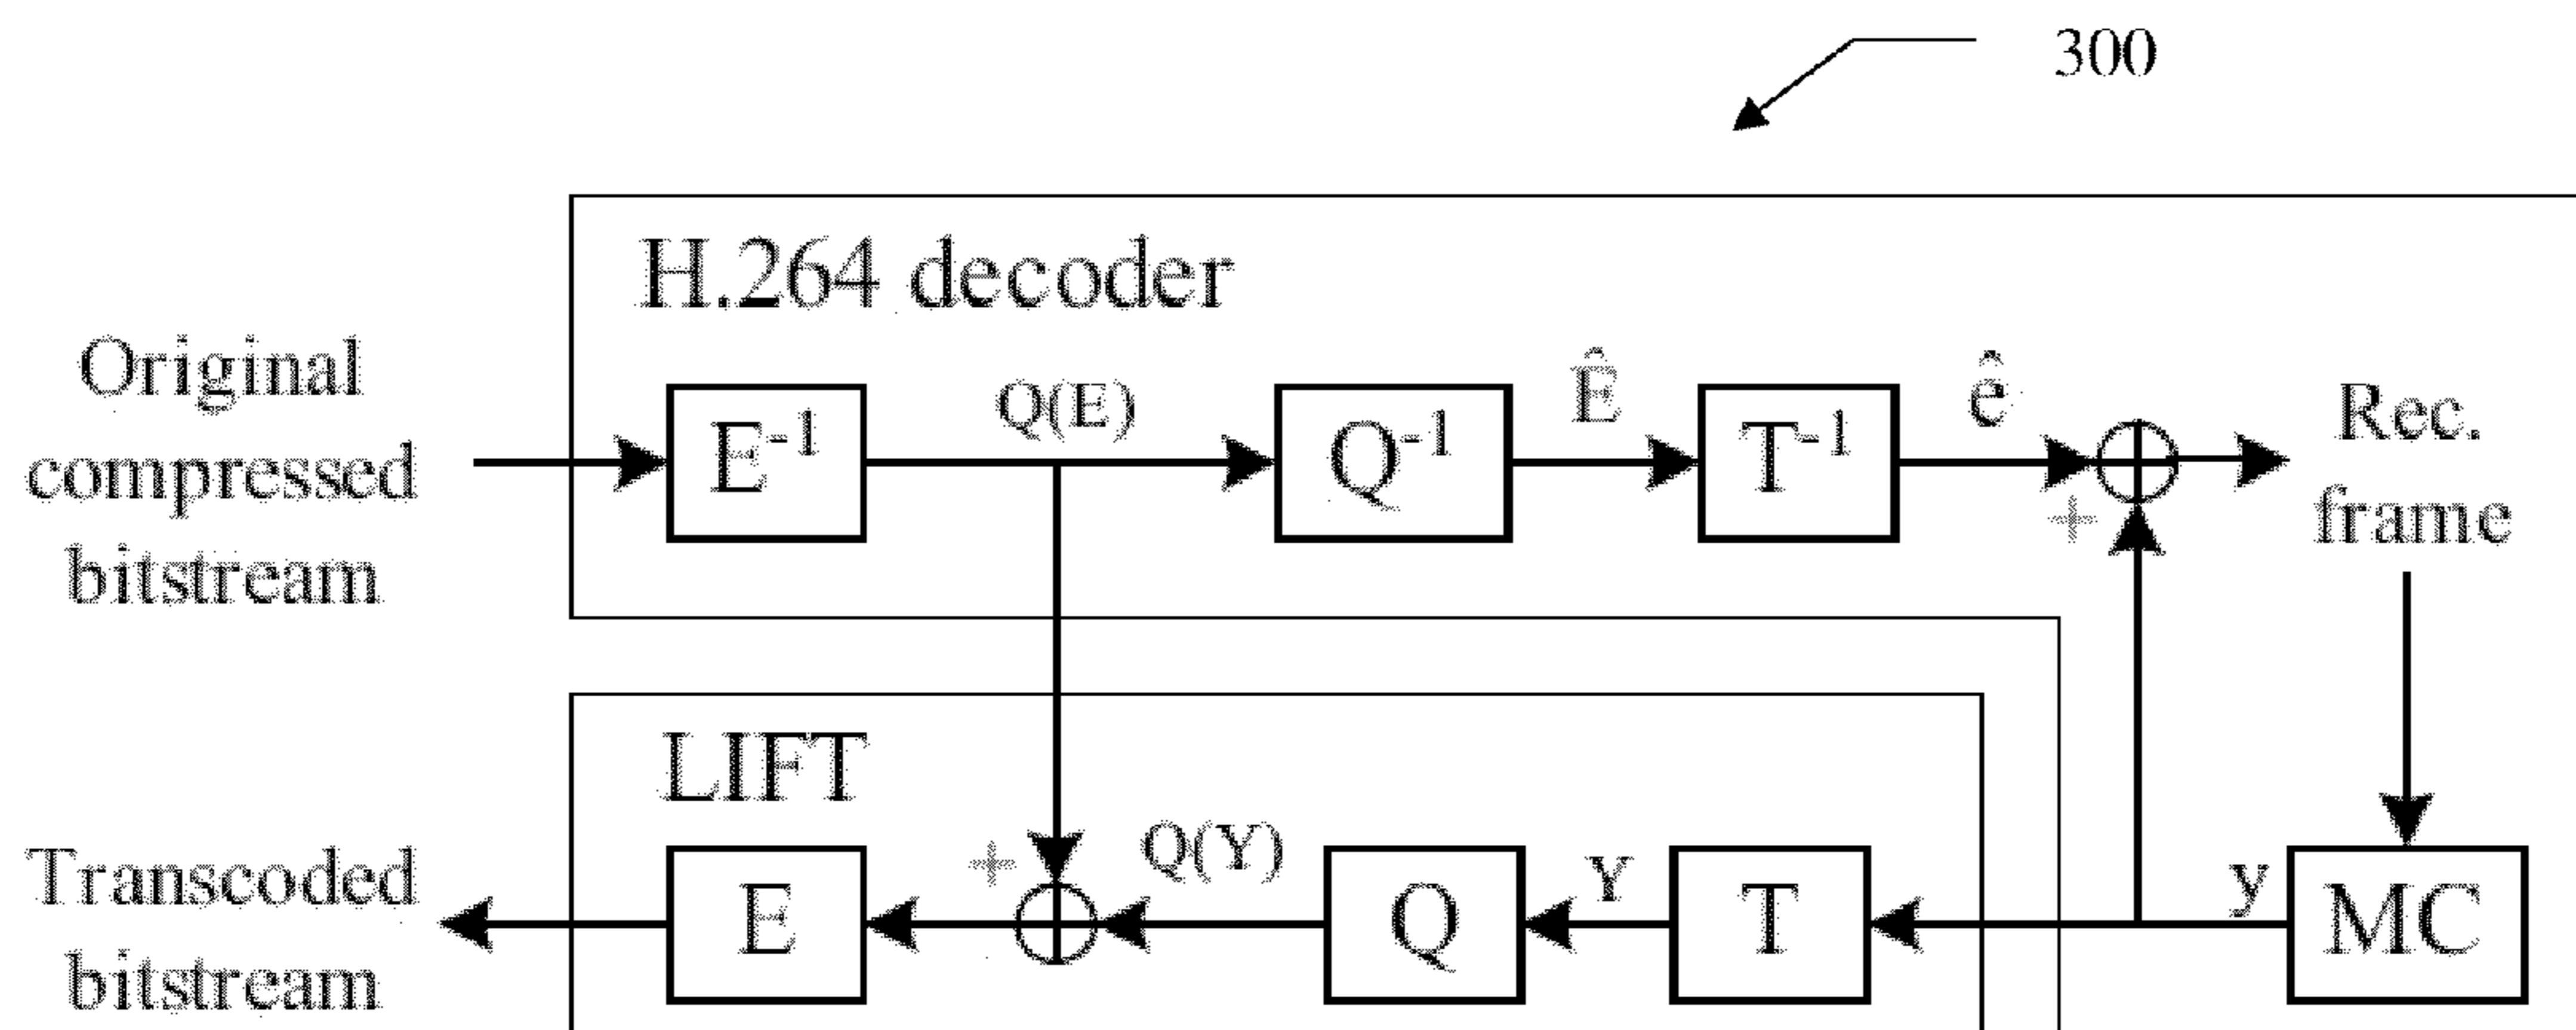 300
H.264 decoder
Original
compressed
bitstream
E-1
Q(E)
Q-1
Ê
T-1
ê
+
Rec.
frame
LIFT
Transcoded
bitstream
E
+
Q(Y)
Q
Y
T
y
MC